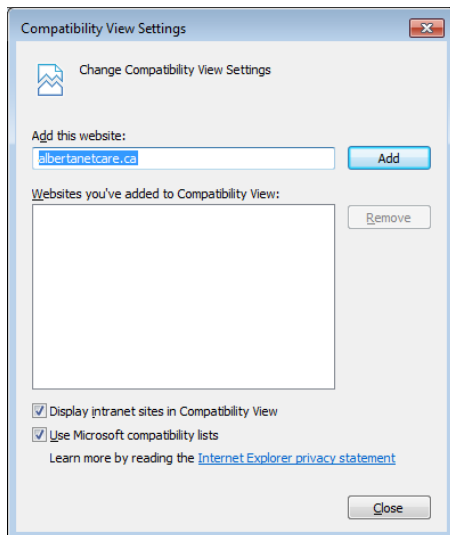 Compatibility View Settings
Change Compatibility View Settings
Add this website:
albertanetcare.ca
Add
Websites you've added to Compatibility View:
Remove
Display intranet sites in Compatibility View
Use Microsoft compatibility lists
Learn more by reading the Internet Explorer privacy statement
Close